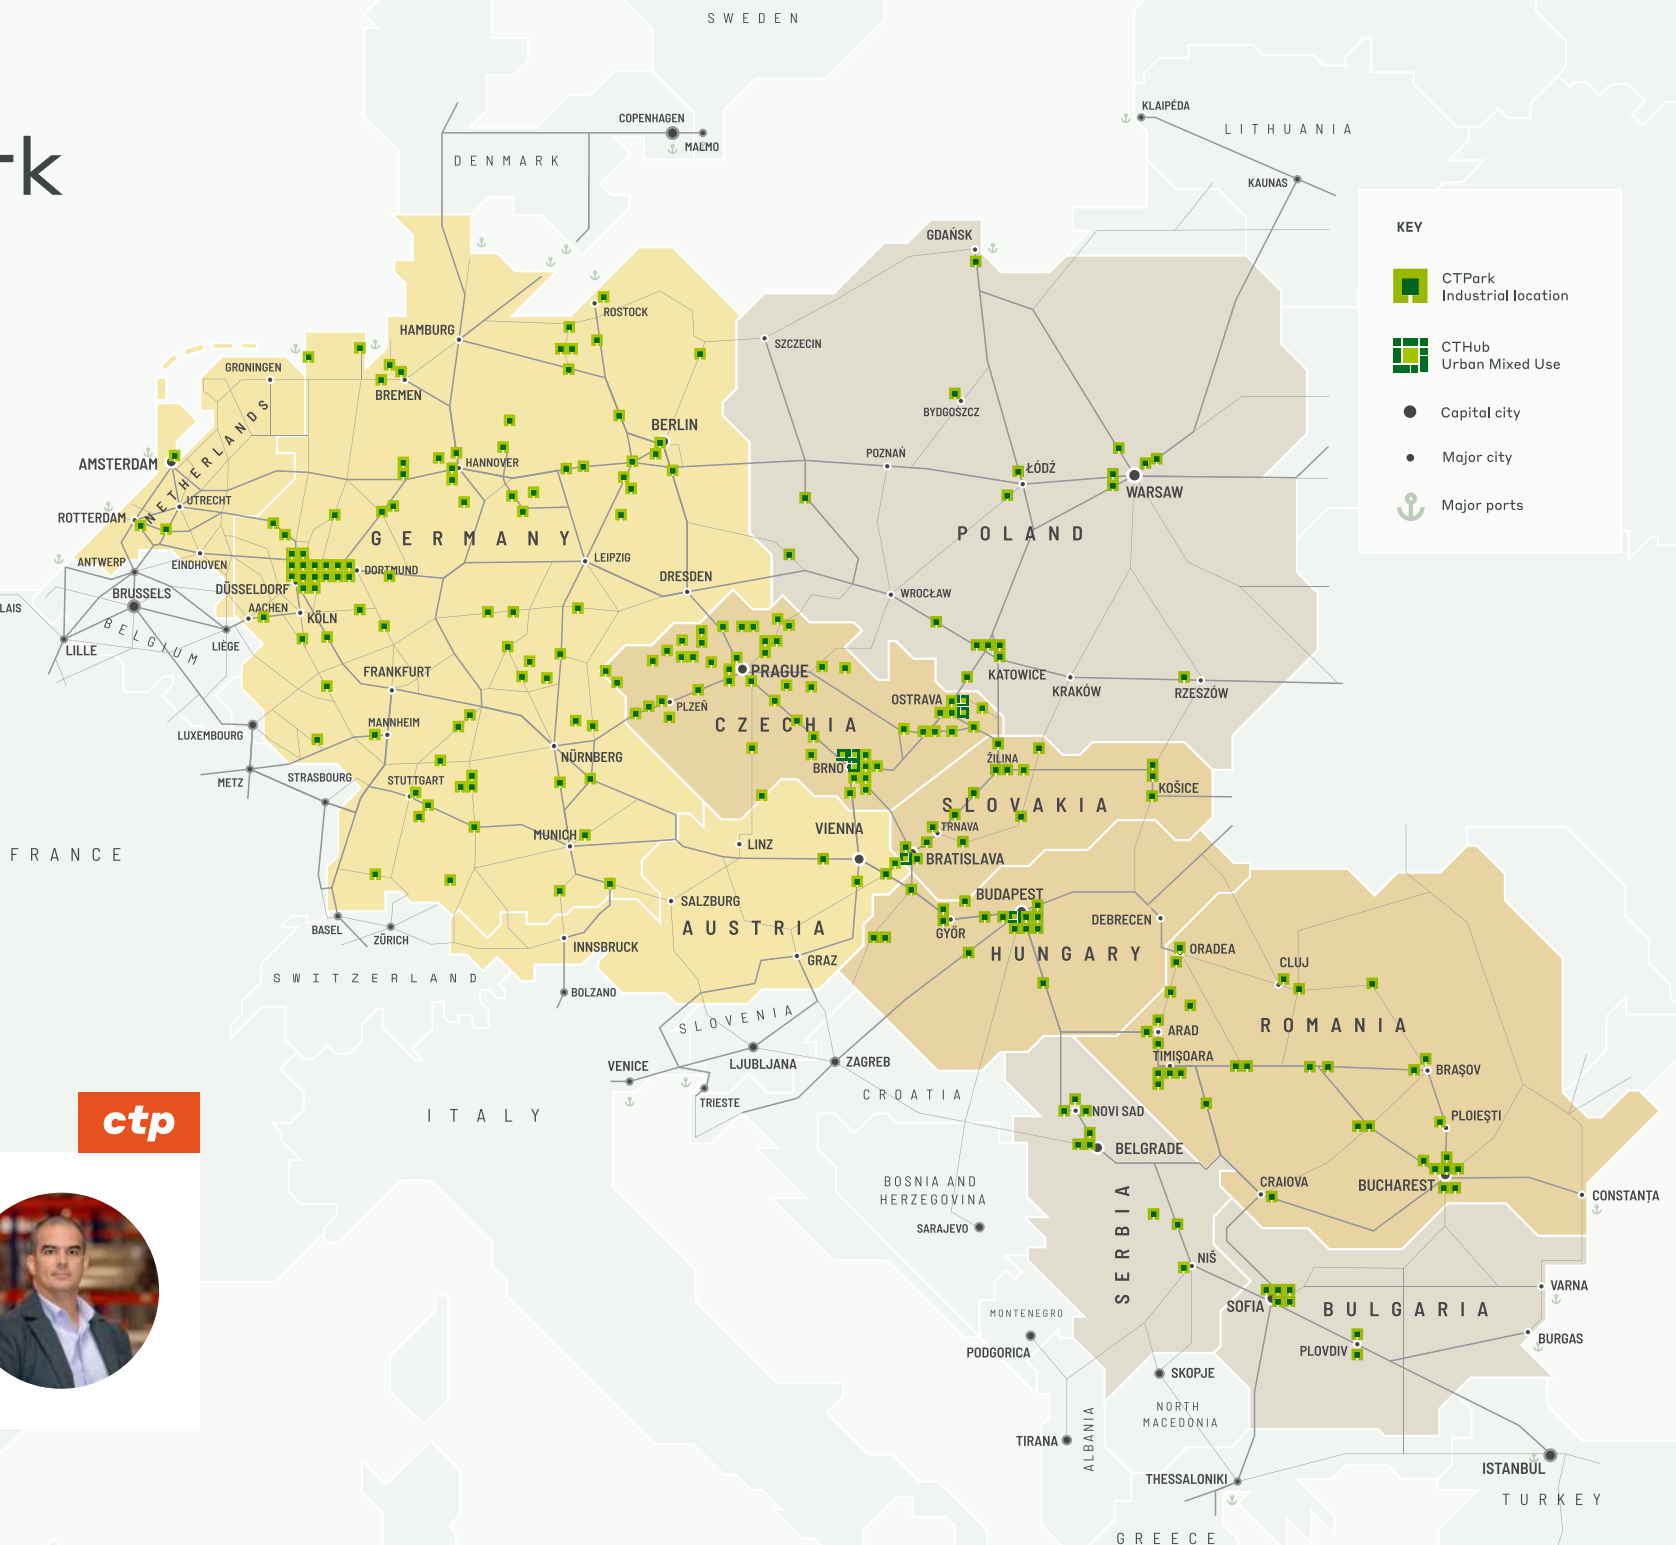 rk
SWEDEN
COPENHAGEN
MALMO
DENMARK
KLAIPĖDA
LITHUANIA
KAUNAS
KEY
CTPark
Industrial location
CTHub
Urban Mixed Use
Capital city
Major city
Major ports
GDAŃSK
ROSTOCK
HAMBURG
SZCZECIN
GRONINGEN
BREMEN
BYDGOSZCZ
BERLIN
NETHERLANDS
AMSTERDAM
HANNOVER
POZNAŃ
ŁÓDŹ
WARSAW
UTRECHT
ROTTERDAM
GERMANY
POLAND
ANTWERP
EINDHOVEN
DORTMUND
LEIPZIG
DRESDEN
DÜSSELDORF
BRUSSELS
WROCŁAW
LAIS
AACHEN
KÖLN
BELGIUM
LIÈGE
LILLE
FRANKFURT
PRAGUE
KATOWICE
KRAKÓW
RZESZÓW
OSTRAVA
PLZEŇ
CZECHIA
MANNHEIM
LUXEMBOURG
NÜRNBERG
ŽILINA
BRNO
METZ
STRASBOURG
STUTTGART
KOŠICE
SLOVAKIA
TRNAVA
VIENNA
MUNICH
LINZ
FRANCE
BRATISLAVA
BUDAPEST
SALZBURG
DEBRECEN
AUSTRIA
GYŐR
BASEL
ZÜRICH
INNSBRUCK
GRAZ
HUNGARY
ORADEA
CLUJ
SWITZERLAND
BOLZANO
SLOVENIA
ROMANIA
ARAD
TIMIȘOARA
VENICE
LJUBLJANA
ZAGREB
BRAȘOV
TRIESTE
CROATIA
ITALY
NOVI SAD
PLOIEȘTI
ctp
BELGRADE
BOSNIA AND
HERZEGOVINA
SERBIA
CRAIOVA
BUCHAREST
CONSTANȚA
SARAJEVO
NIŠ
VARNA
SOFIA
BULGARIA
MONTENEGRO
BURGAS
PODGORICA
PLOVDIV
SKOPJE
NORTH
MACEDONIA
TIRANA
ALBANIA
ISTANBUL
THESSALONIKI
TURKEY
GREECE